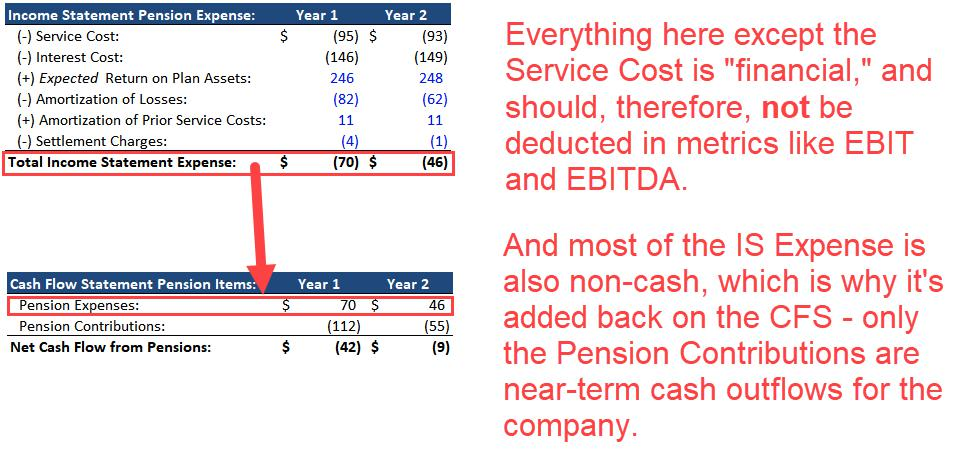 Income Statement Pension Expense: Year 1 Year 2
(-) Service Cost: $ (95) $ (93)
(-) Interest Cost: (146) (149)
(+) Expected Return on Plan Assets: 246 248
(-) Amortization of Losses: (82) (62)
(+) Amortization of Prior Service Costs: 11 11
(-) Settlement Charges: (4) (1)
Total Income Statement Expense: $ (70) $ (46)
Cash Flow Statement Pension Items: Year 1 Year 2
Pension Expenses: $ 70 $ 46
Pension Contributions: (112) (55)
Net Cash Flow from Pensions: $ (42) $ (9)
Everything here except the
Service Cost is "financial," and
should, therefore, not be
deducted in metrics like EBIT
and EBITDA.
And most of the IS Expense is
also non-cash, which is why it's
added back on the CFS - only
the Pension Contributions are
near-term cash outflows for the
company.